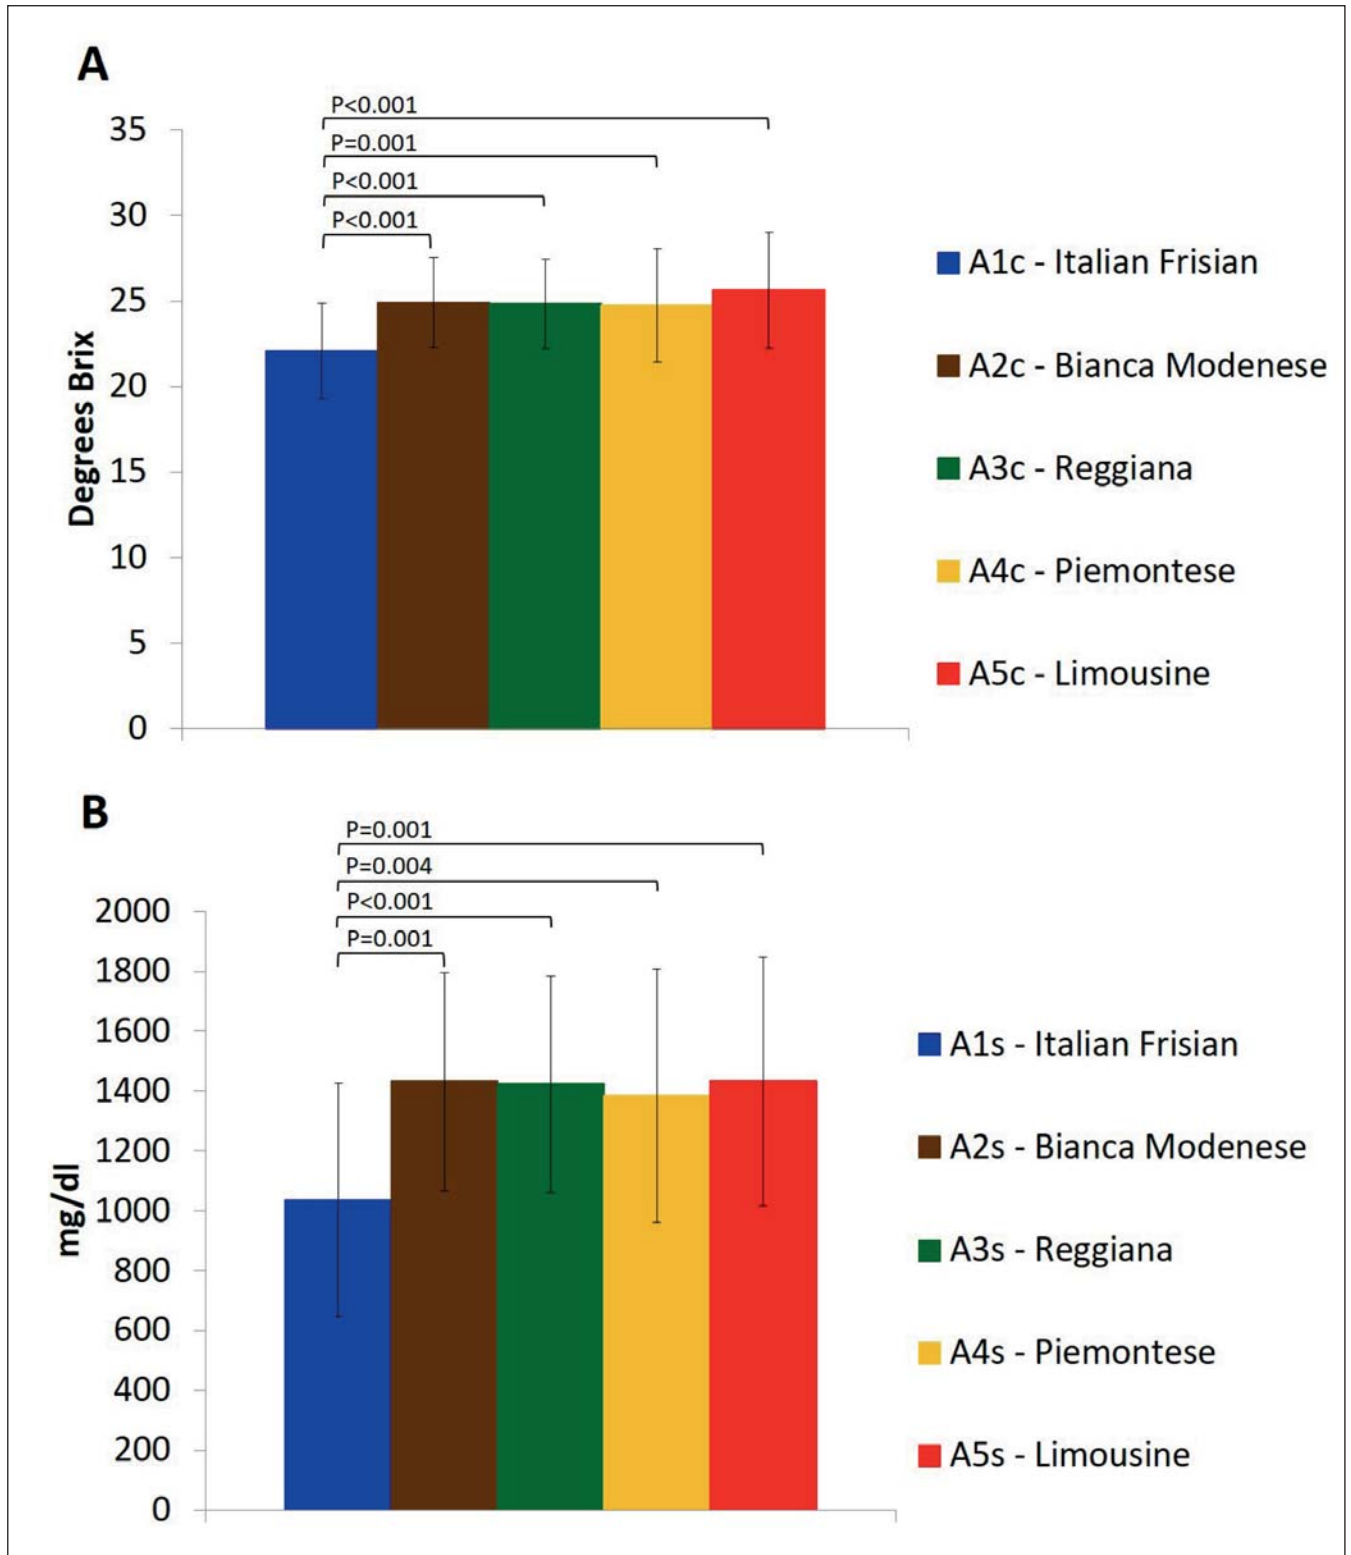 A
P<0.001
P=0.001
P<0.001
P<0.001
35
30
25
20
15
10
5
0
Degrees Brix
A1c - Italian Frisian
A2c - Bianca Modenese
A3c - Reggiana
A4c - Piemontese
A5c - Limousine
B
P=0.001
P=0.004
P<0.001
P=0.001
2000
1800
1600
1400
1200
1000
800
600
400
200
0
mg/dl
A1s - Italian Frisian
A2s - Bianca Modenese
A3s - Reggiana
A4s - Piemontese
A5s - Limousine